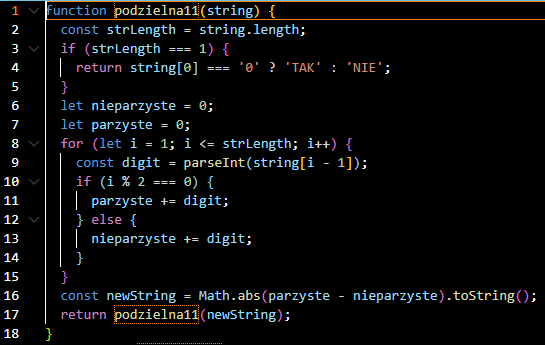 1 function podzielna11(string) {
2 const strLength = string.length;
3 if (strLength === 1) {
4 return string[0] === '0' ? 'TAK' : 'NIE';
5 }
6 let nieparzyste = 0;
7 let parzyste = 0;
8 for (let i = 1; i <= strLength; i++) {
9 const digit = parseInt(string[i - 1]);
10 if (i % 2 === 0) {
11 parzyste += digit;
12 } else {
13 nieparzyste += digit;
14 }
15 }
16 const newString = Math.abs(parzyste - nieparzyste).toString();
17 return podzielna11(newString);
18 }